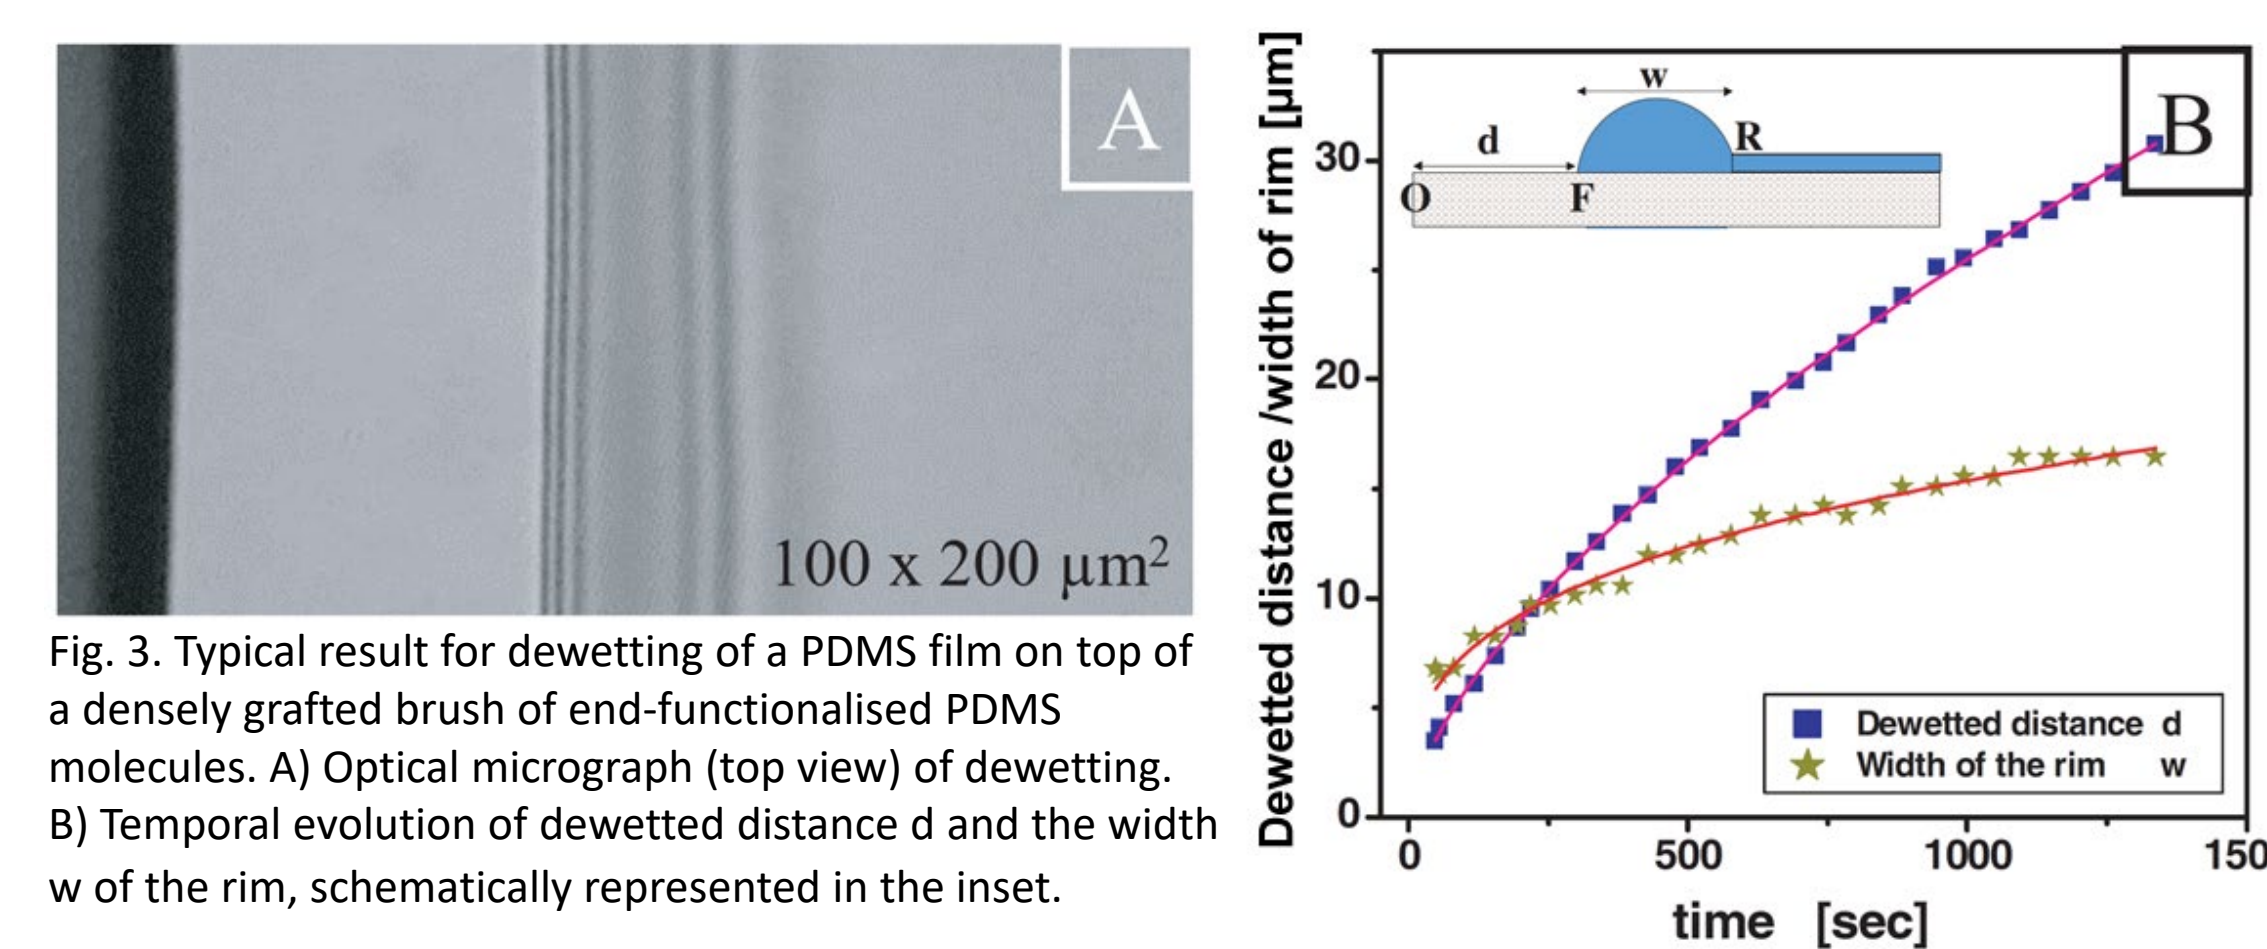 A
100 x 200 µm²
Fig. 3. Typical result for dewetting of a PDMS film on top of
a densely grafted brush of end-functionalised PDMS
molecules. A) Optical micrograph (top view) of dewetting.
B) Temporal evolution of dewetted distance d and the width
w of the rim, schematically represented in the inset.
Dewetted distance /width of rim [µm]
30
20
10
0
w
d
R
O
F
B
Dewetted distance d
Width of the rim w
0
500
1000
150
time [sec]